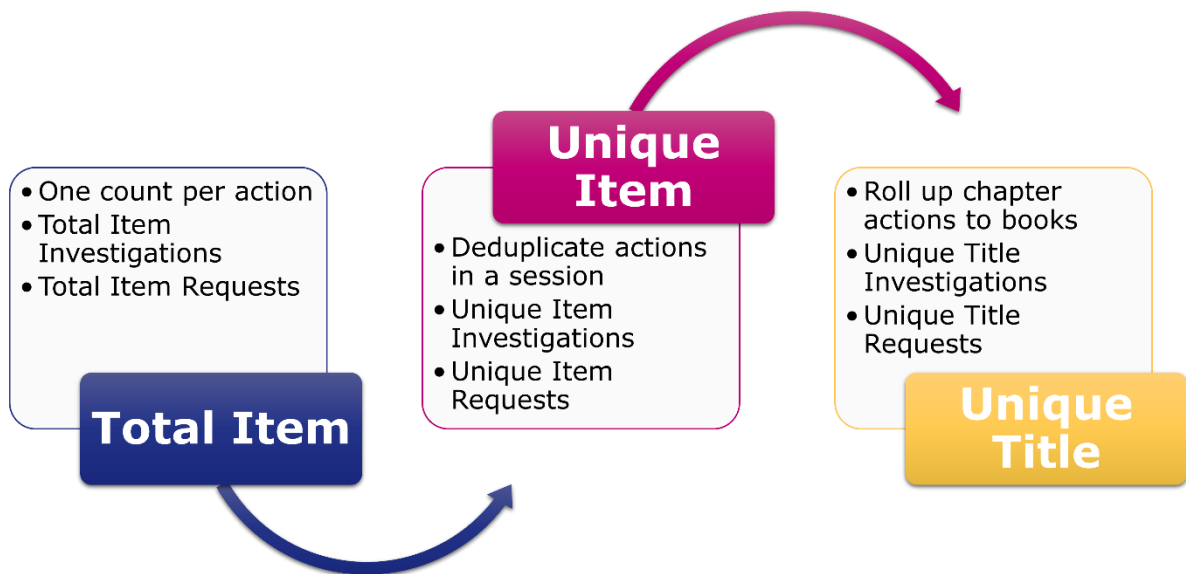 • One count per action
• Total Item
Investigations
• Total Item Requests
Total Item
Unique
Item
• Deduplicate actions
in a session
• Unique Item
Investigations
• Unique Item
Requests
• Roll up chapter
actions to books
• Unique Title
Investigations
• Unique Title
Requests
Unique
Title